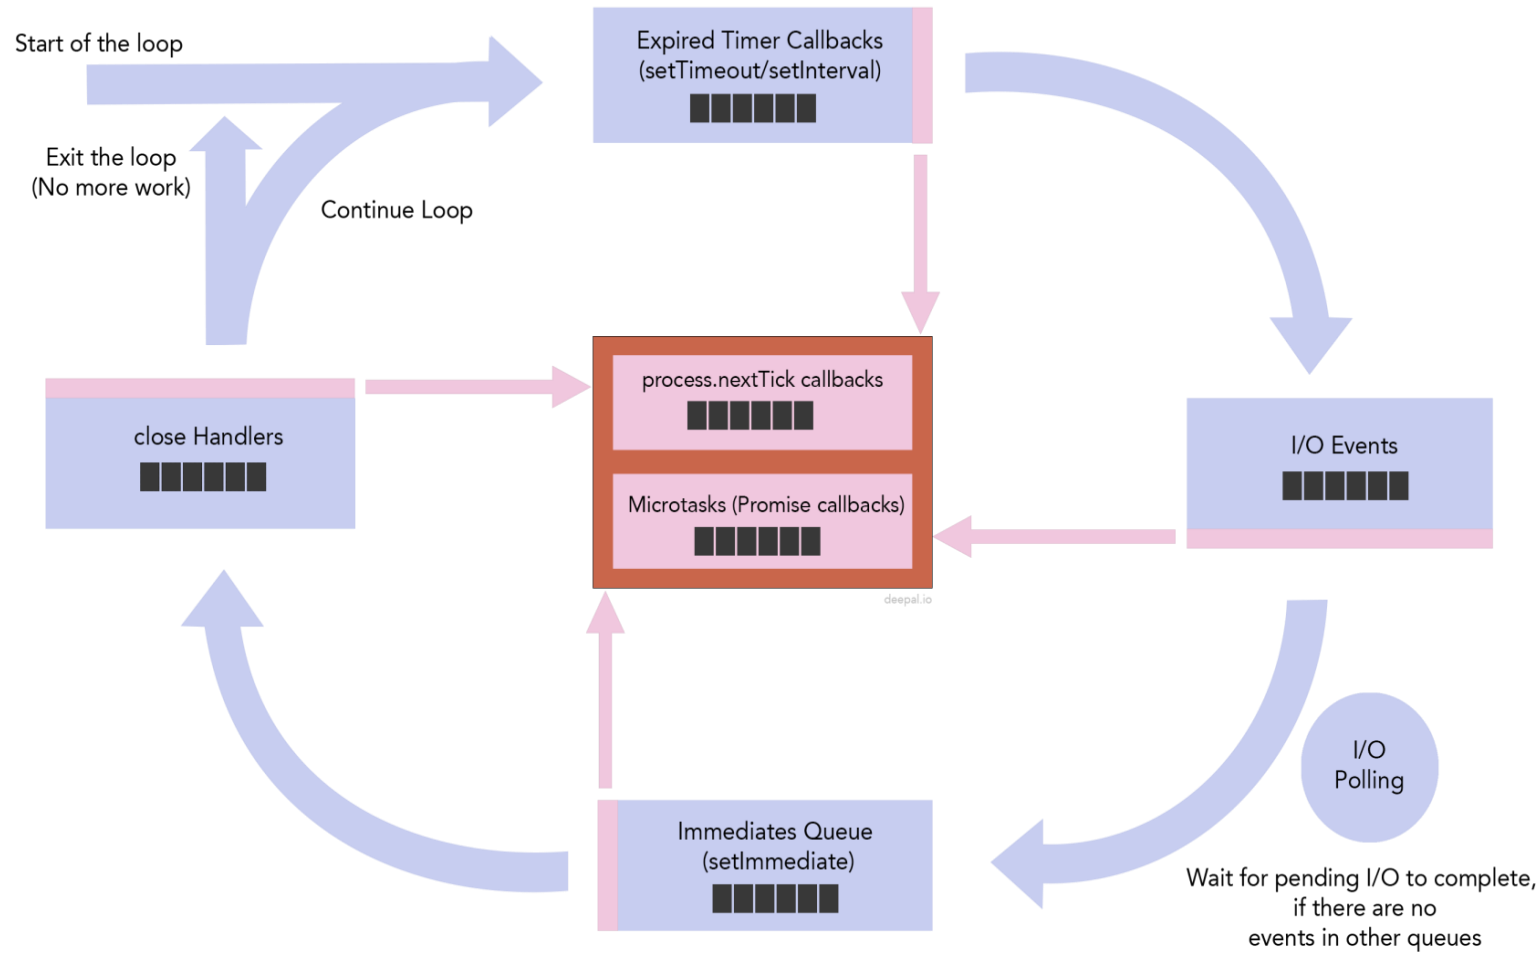 Start of the loop
Exit the loop
(No more work)
Continue Loop
Expired Timer Callbacks
(setTimeout/setInterval)
process.nextTick callbacks
Microtasks (Promise callbacks)
deepal.io
close Handlers
I/O Events
I/O
Polling
Wait for pending I/O to complete,
if there are no
events in other queues
Immediates Queue
(setImmediate)